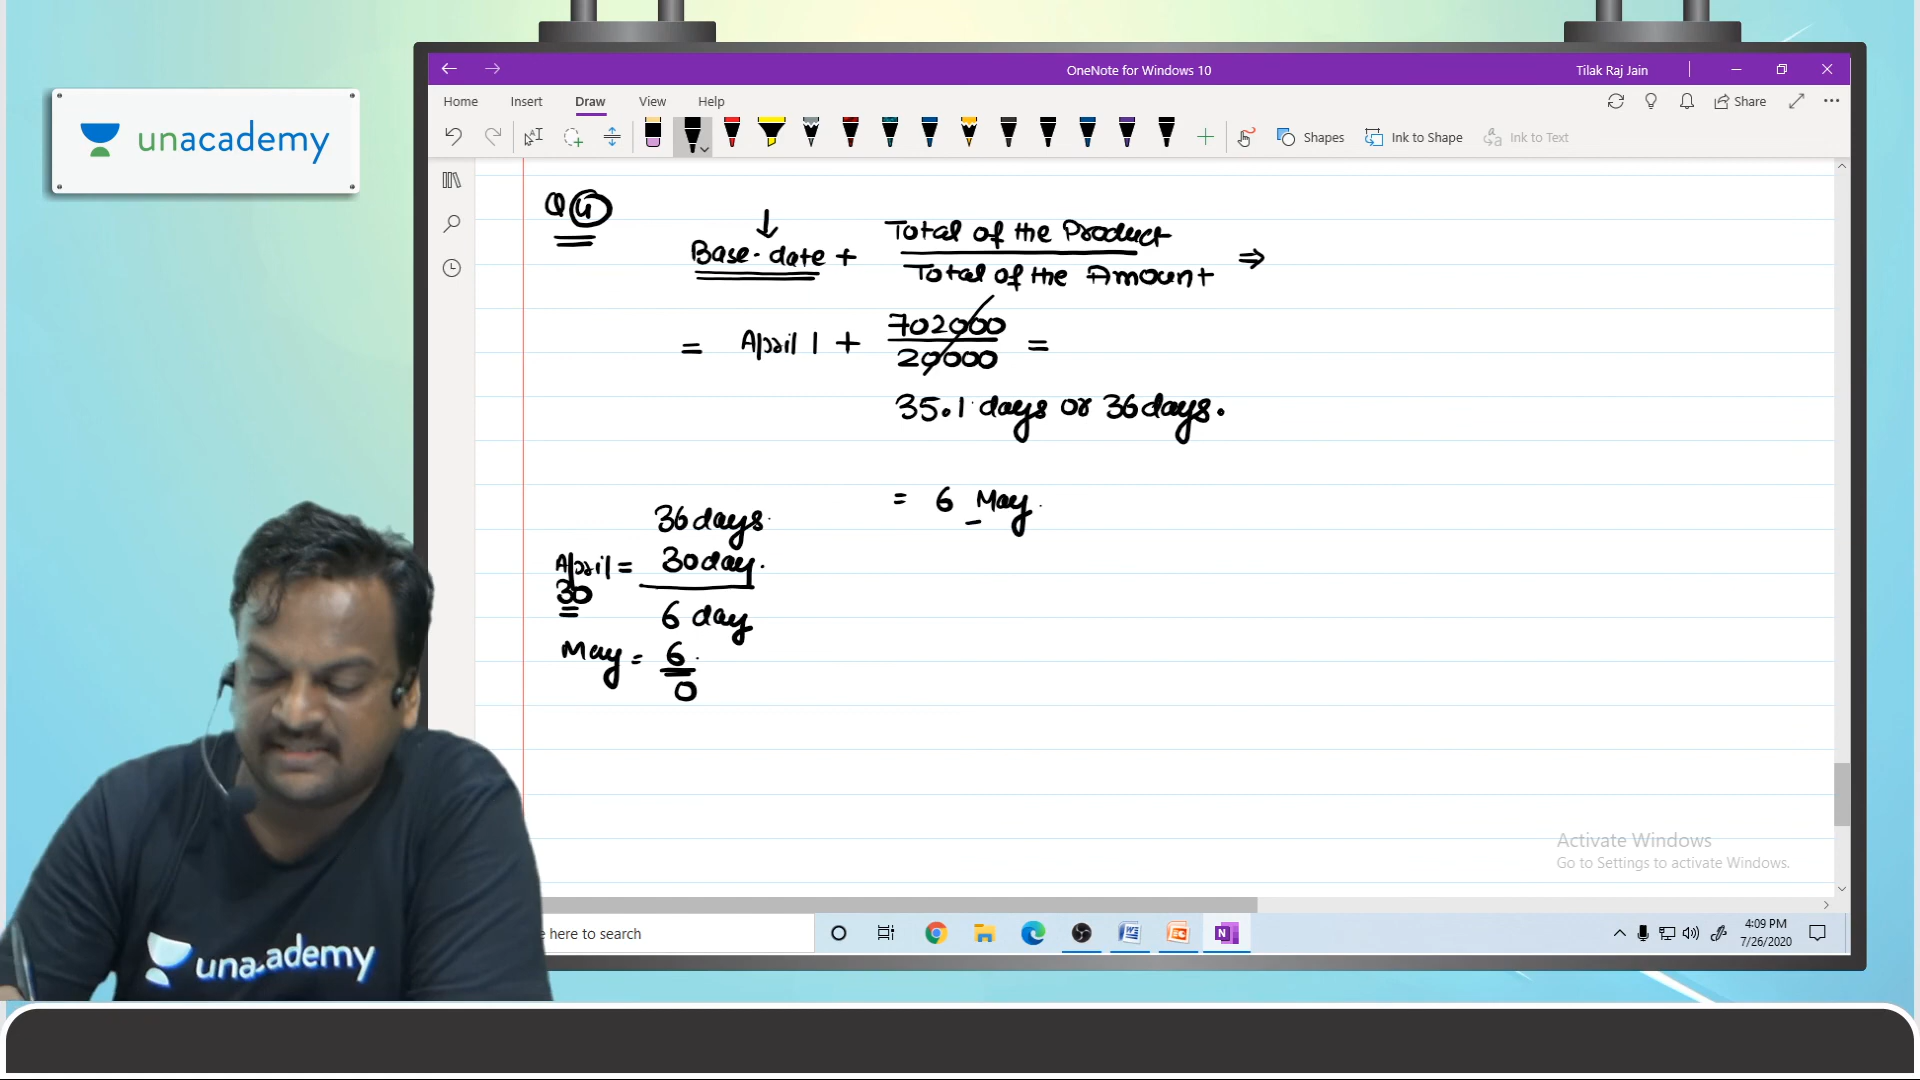 unacademy
OneNote for Windows 10
Tilak Raj Jain
Home Insert Draw View Help
Share
Shapes
Ink to Shape
Ink to Text
Q 4
Base-date + Total of the Product
Total of the Amount ⇒
= April 1 + 702000
20000 =
35.1 days or 36 days.
= 6 May.
36 days.
April = 30 day.
30
6 day
May = 6.
0
unacademy
Activate Windows
Go to Settings to activate Windows.
e here to search
4:09 PM
7/26/2020